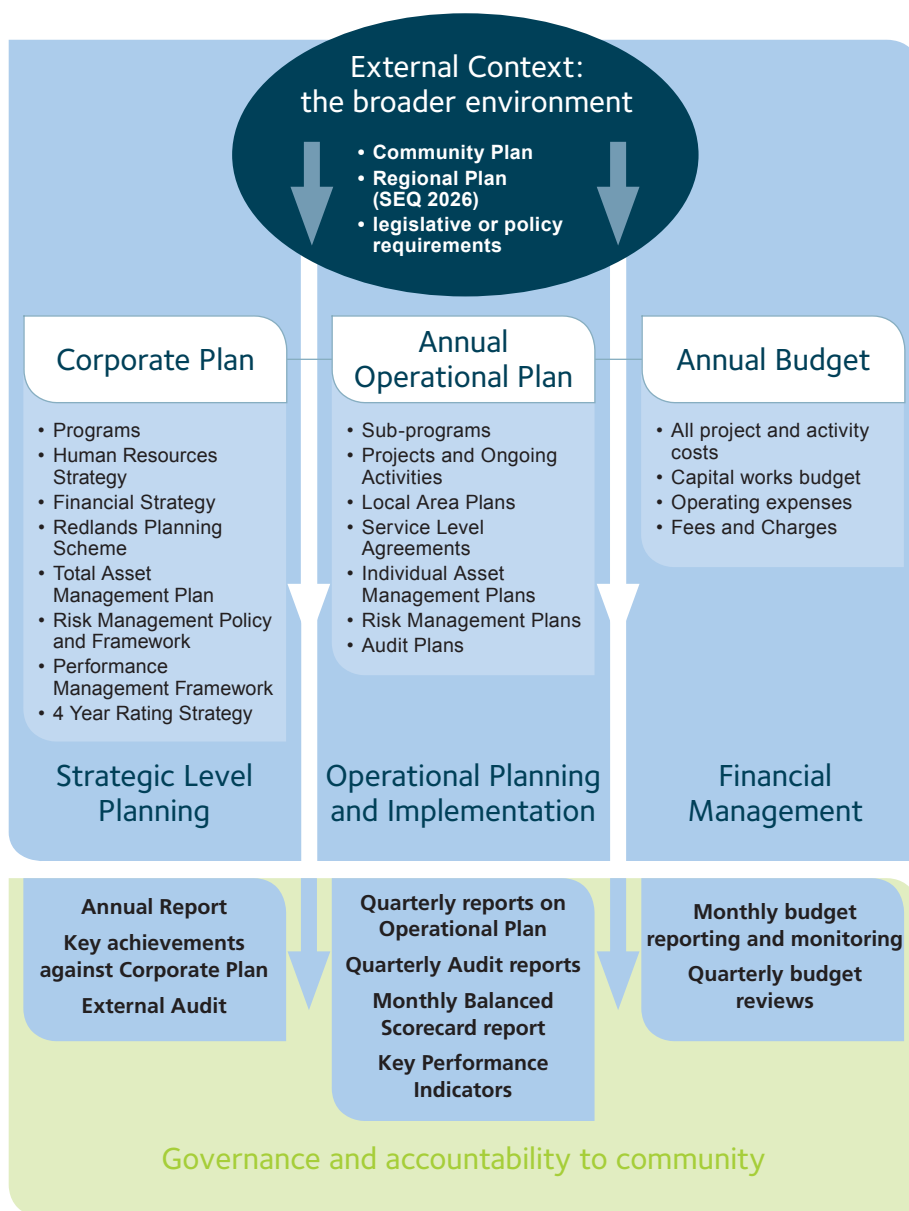 External Context:
the broader environment
• Community Plan
• Regional Plan
(SEQ 2026)
• legislative or policy
requirements
Corporate Plan
• Programs
• Human Resources
Strategy
• Financial Strategy
• Redlands Planning
Scheme
• Total Asset
Management Plan
• Risk Management Policy
and Framework
• Performance
Management Framework
• 4 Year Rating Strategy
Strategic Level
Planning
Annual
Operational Plan
• Sub-programs
• Projects and Ongoing
Activities
• Local Area Plans
• Service Level
Agreements
• Individual Asset
Management Plans
• Risk Management Plans
• Audit Plans
Operational Planning
and Implementation
Annual Budget
• All project and activity
costs
• Capital works budget
• Operating expenses
• Fees and Charges
Financial
Management
Annual Report
Key achievements
against Corporate Plan
External Audit
Quarterly reports on
Operational Plan
Quarterly Audit reports
Monthly Balanced
Scorecard report
Key Performance
Indicators
Monthly budget
reporting and monitoring
Quarterly budget
reviews
Governance and accountability to community